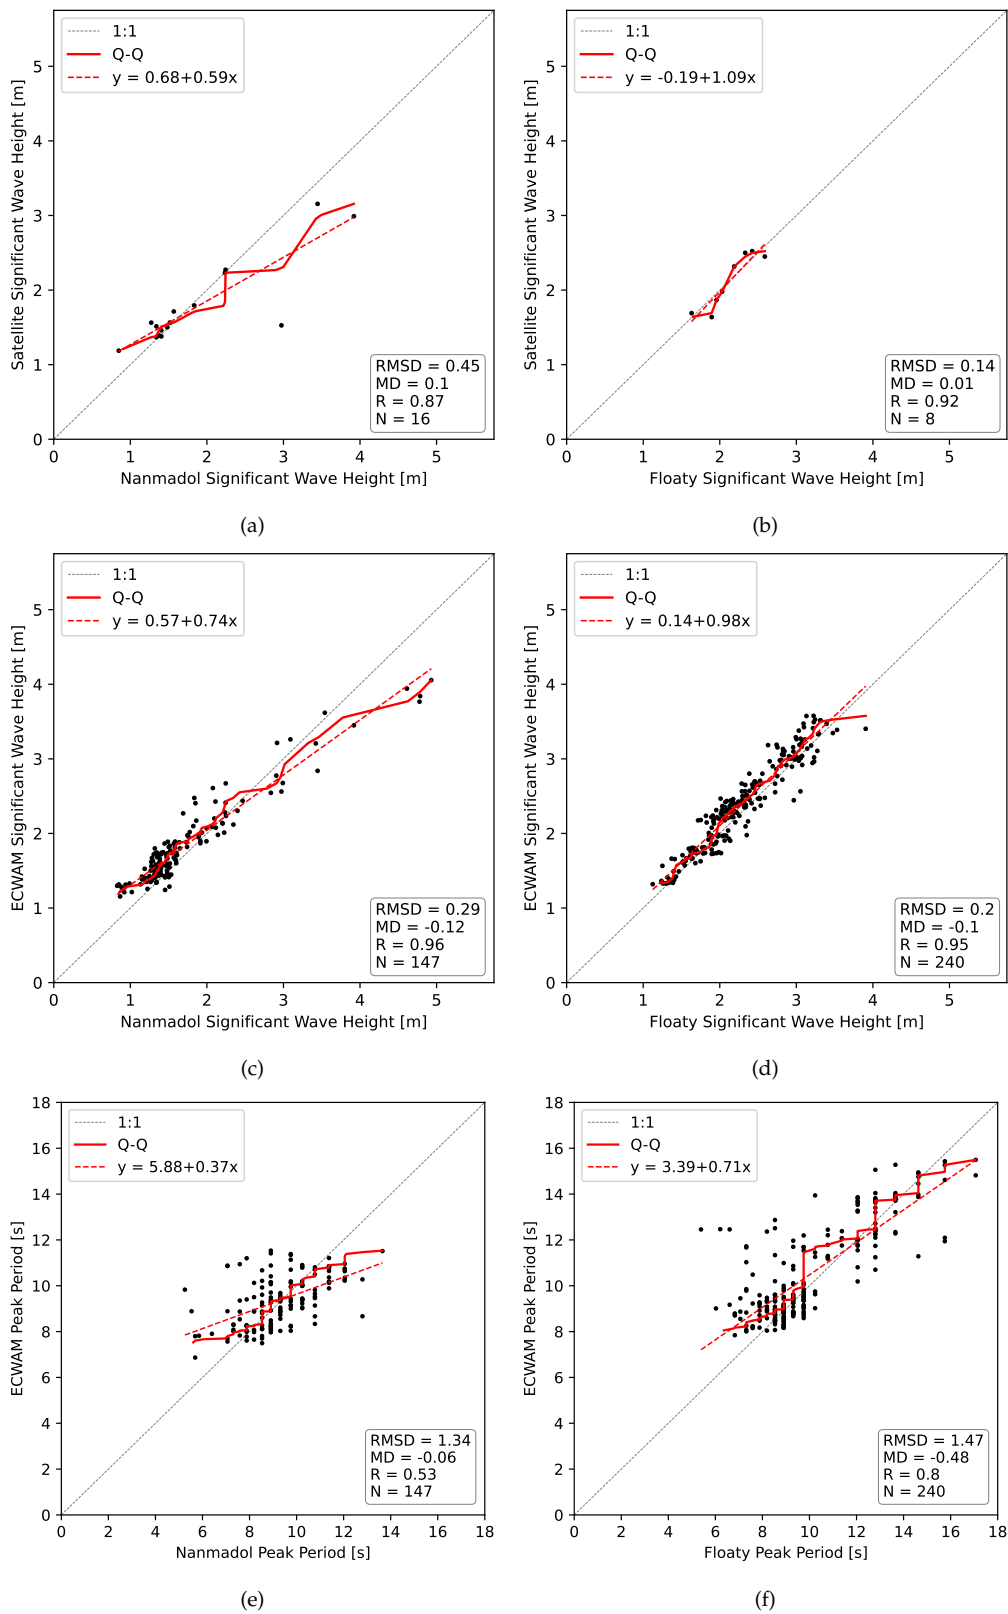 1:1
Q-Q
y = 0.68+0.59x
Satellite Significant Wave Height [m]
5
4
3
2
1
0
RMSD = 0.45
MD = 0.1
R = 0.87
N = 16
0 1 2 3 4 5
Nanmadol Significant Wave Height [m]
(a)
1:1
Q-Q
y = -0.19+1.09x
Satellite Significant Wave Height [m]
5
4
3
2
1
0
RMSD = 0.14
MD = 0.01
R = 0.92
N = 8
0 1 2 3 4 5
Floaty Significant Wave Height [m]
(b)
1:1
Q-Q
y = 0.57+0.74x
ECWAM Significant Wave Height [m]
5
4
3
2
1
0
RMSD = 0.29
MD = -0.12
R = 0.96
N = 147
0 1 2 3 4 5
Nanmadol Significant Wave Height [m]
(c)
1:1
Q-Q
y = 0.14+0.98x
ECWAM Significant Wave Height [m]
5
4
3
2
1
0
RMSD = 0.2
MD = -0.1
R = 0.95
N = 240
0 1 2 3 4 5
Floaty Significant Wave Height [m]
(d)
1:1
Q-Q
y = 5.88+0.37x
ECWAM Peak Period [s]
18
16
14
12
10
8
6
4
2
0
RMSD = 1.34
MD = -0.06
R = 0.53
N = 147
0 2 4 6 8 10 12 14 16 18
Nanmadol Peak Period [s]
(e)
1:1
Q-Q
y = 3.39+0.71x
ECWAM Peak Period [s]
18
16
14
12
10
8
6
4
2
0
RMSD = 1.47
MD = -0.48
R = 0.8
N = 240
0 2 4 6 8 10 12 14 16 18
Floaty Peak Period [s]
(f)